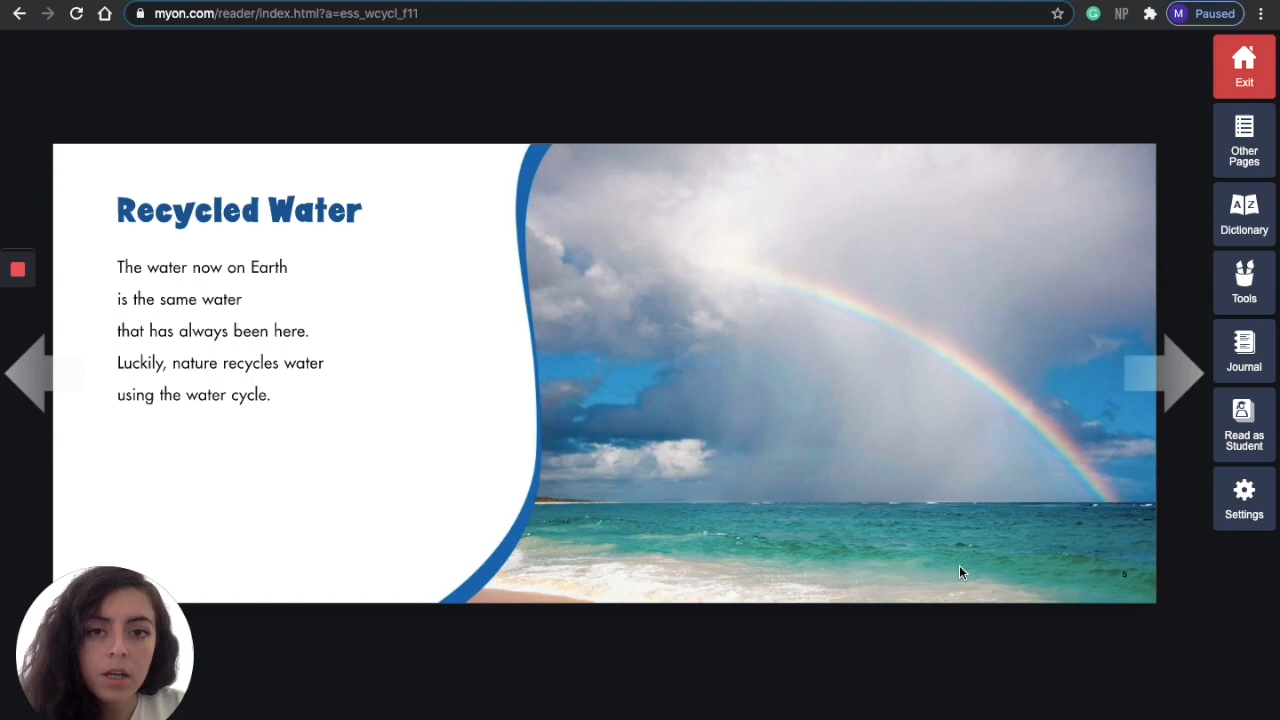 myon.com/reader/index.html?a=ess_wcycl_f11
NP
M Paused
Exit
Other
Pages
A Z
Dictionary
Tools
Journal
Read as
Student
Settings
Recycled Water
The water now on Earth
is the same water
that has always been here.
Luckily, nature recycles water
using the water cycle.
5